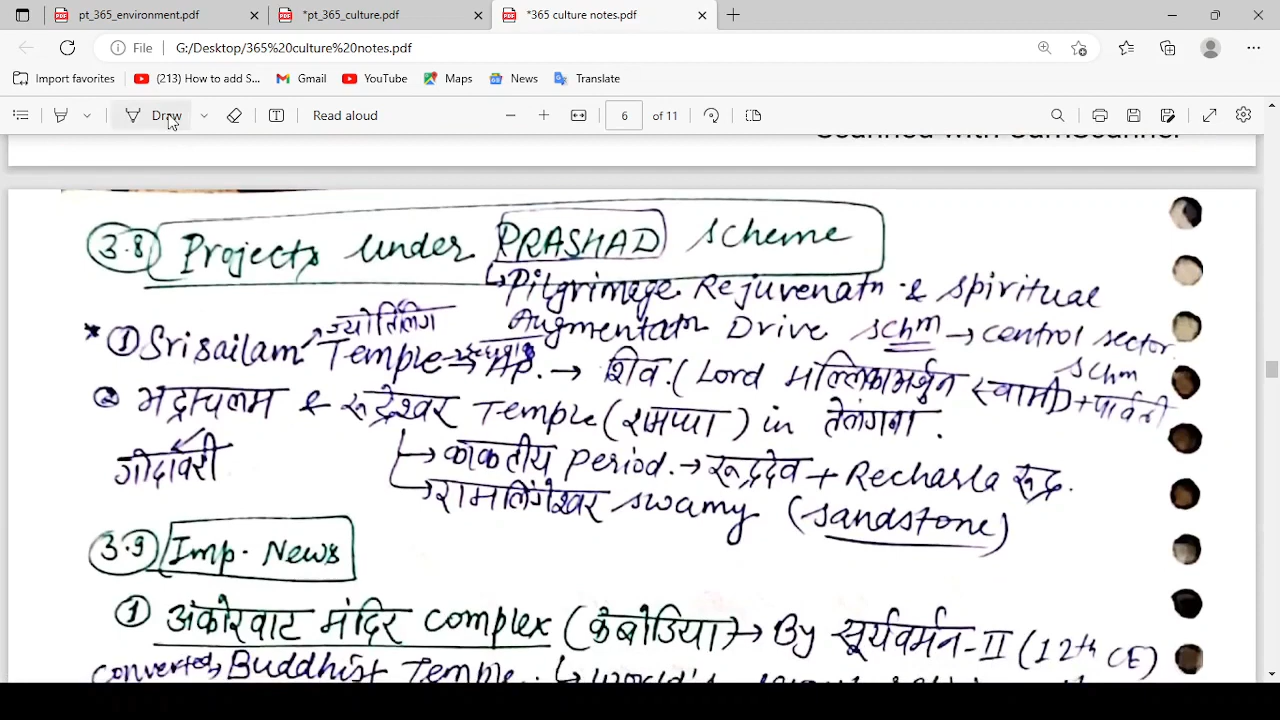 pt_365_environment.pdf
*pt_365_culture.pdf
*365 culture notes.pdf
File G:/Desktop/365%20culture%20notes.pdf
Import favorites (213) How to add S... Gmail YouTube Maps News Translate
Draw Read aloud 6 of 11
3.8 Projects under PRASHAD scheme
Pilgrimage Rejuvenatn & spiritual
ज्योतिर्लिंग Augmentatn Drive schm → central sector
* ① Srisailam Temple → AP. → शिव. (Lord मल्लिकामर्जुन स्वामी) + पार्वती
schm
② भद्राचलम & रूद्रेश्वर Temple (रामप्पा) in तेलंगना.
गोदावरी → काकतीय period. → रूद्रदेव + Recharla रूद्र.
→ रामलिंगेश्वर swamy (sandstone)
3.9 Imp. News
① अंकोरवाट मंदिर complex (कंबोडिया) → By सूर्यवर्मन-II (12th CE)
converted, Buddhist Temple.